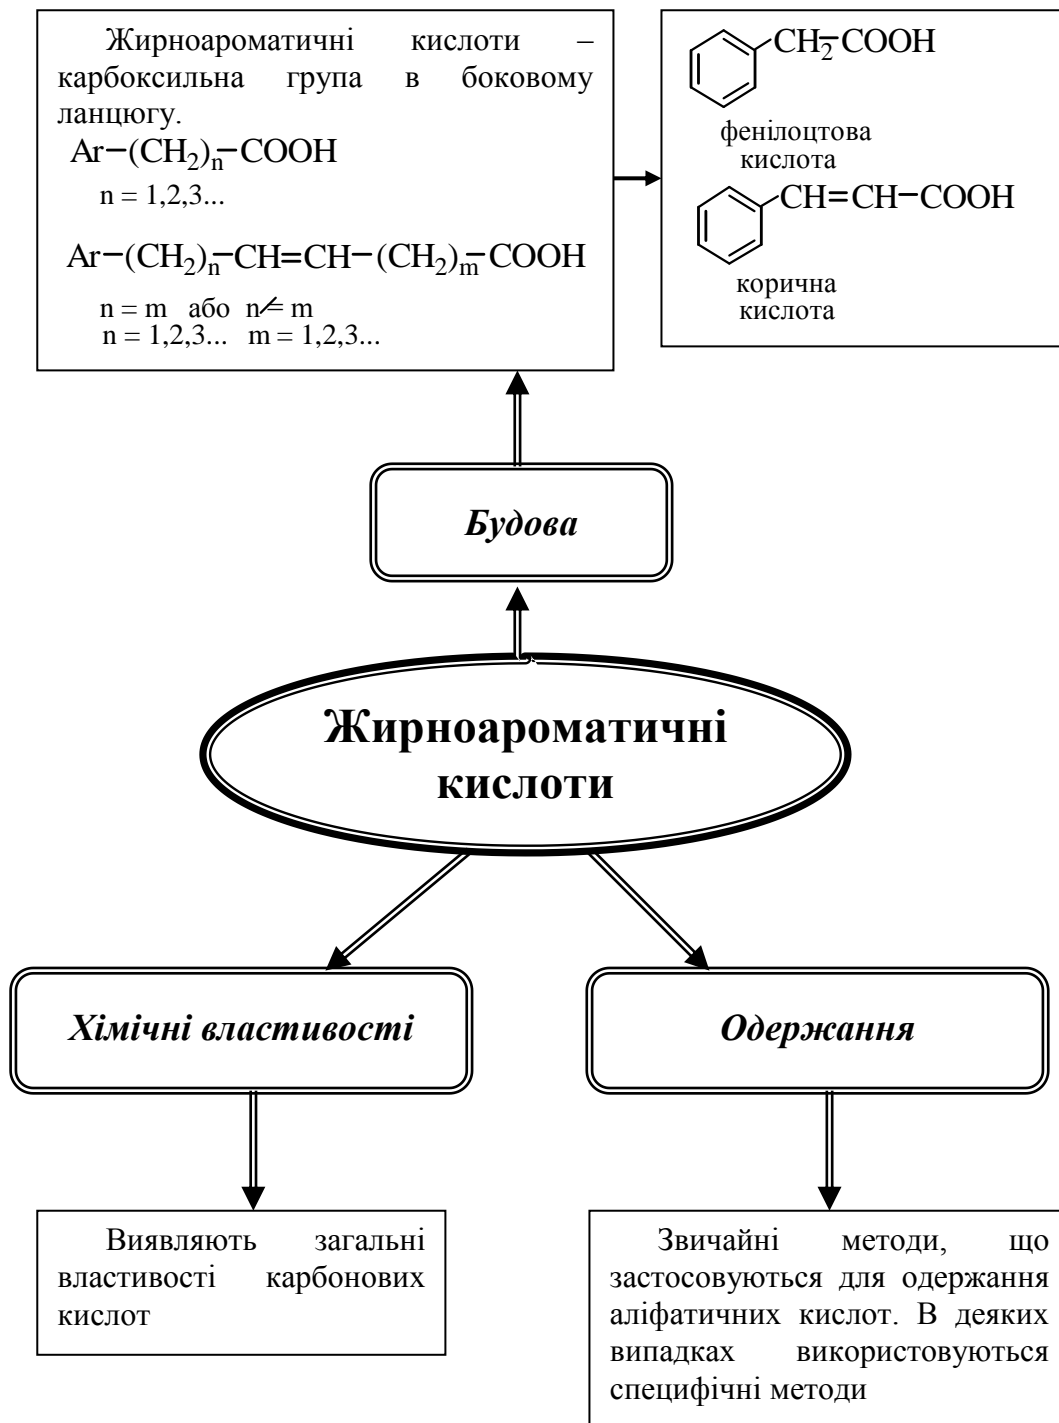 Жирноароматичні кислоти –
карбоксильна група в боковому
ланцюгу.
Ar−(CH₂)ₙ−COOH
n = 1,2,3...
Ar−(CH₂)ₙ−CH=CH−(CH₂)ₘ−COOH
n = m або n ≠ m
n = 1,2,3... m = 1,2,3...
CH₂−COOH
фенілоцтова
кислота
CH=CH−COOH
корична
кислота
Будова
Жирноароматичні
кислоти
Хімічні властивості
Одержання
Виявляють загальні
властивості карбонових
кислот
Звичайні методи, що
застосовуються для одержання
аліфатичних кислот. В деяких
випадках використовуються
специфічні методи